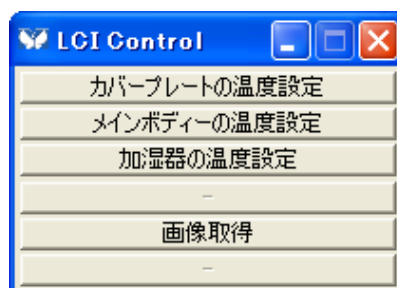 LCI Control
カバープレートの温度設定
メインボディーの温度設定
加湿器の温度設定
-
画像取得
-